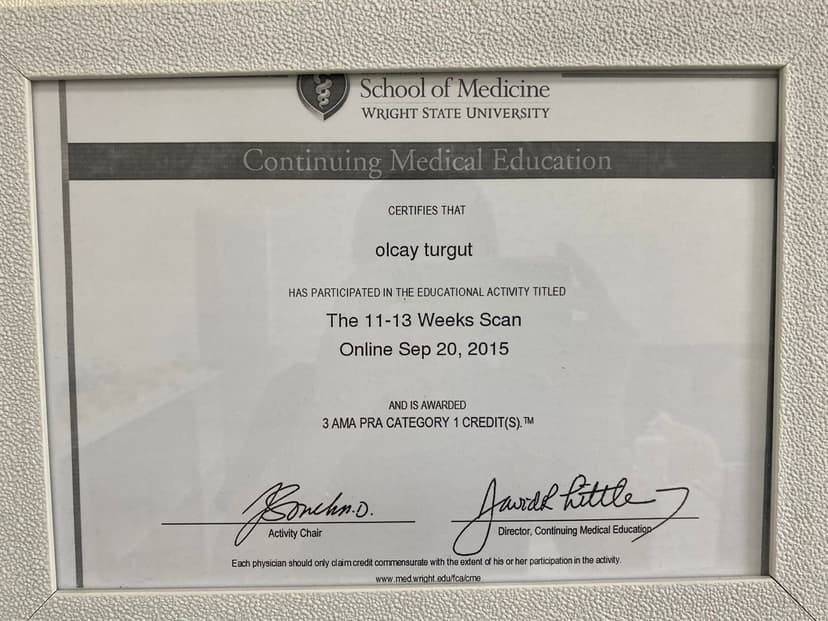 School of Medicine
WRIGHT STATE UNIVERSITY
Continuing Medical Education
CERTIFIES THAT
olcay turgut
HAS PARTICIPATED IN THE EDUCATIONAL ACTIVITY TITLED
The 11-13 Weeks Scan
Online Sep 20, 2015
AND IS AWARDED
3 AMA PRA CATEGORY 1 CREDIT(S).™
David R Little
Activity Chair
Director, Continuing Medical Education
Each physician should only claim credit commensurate with the extent of his or her participation in the activity.
www.med.wright.edu/fca/cme